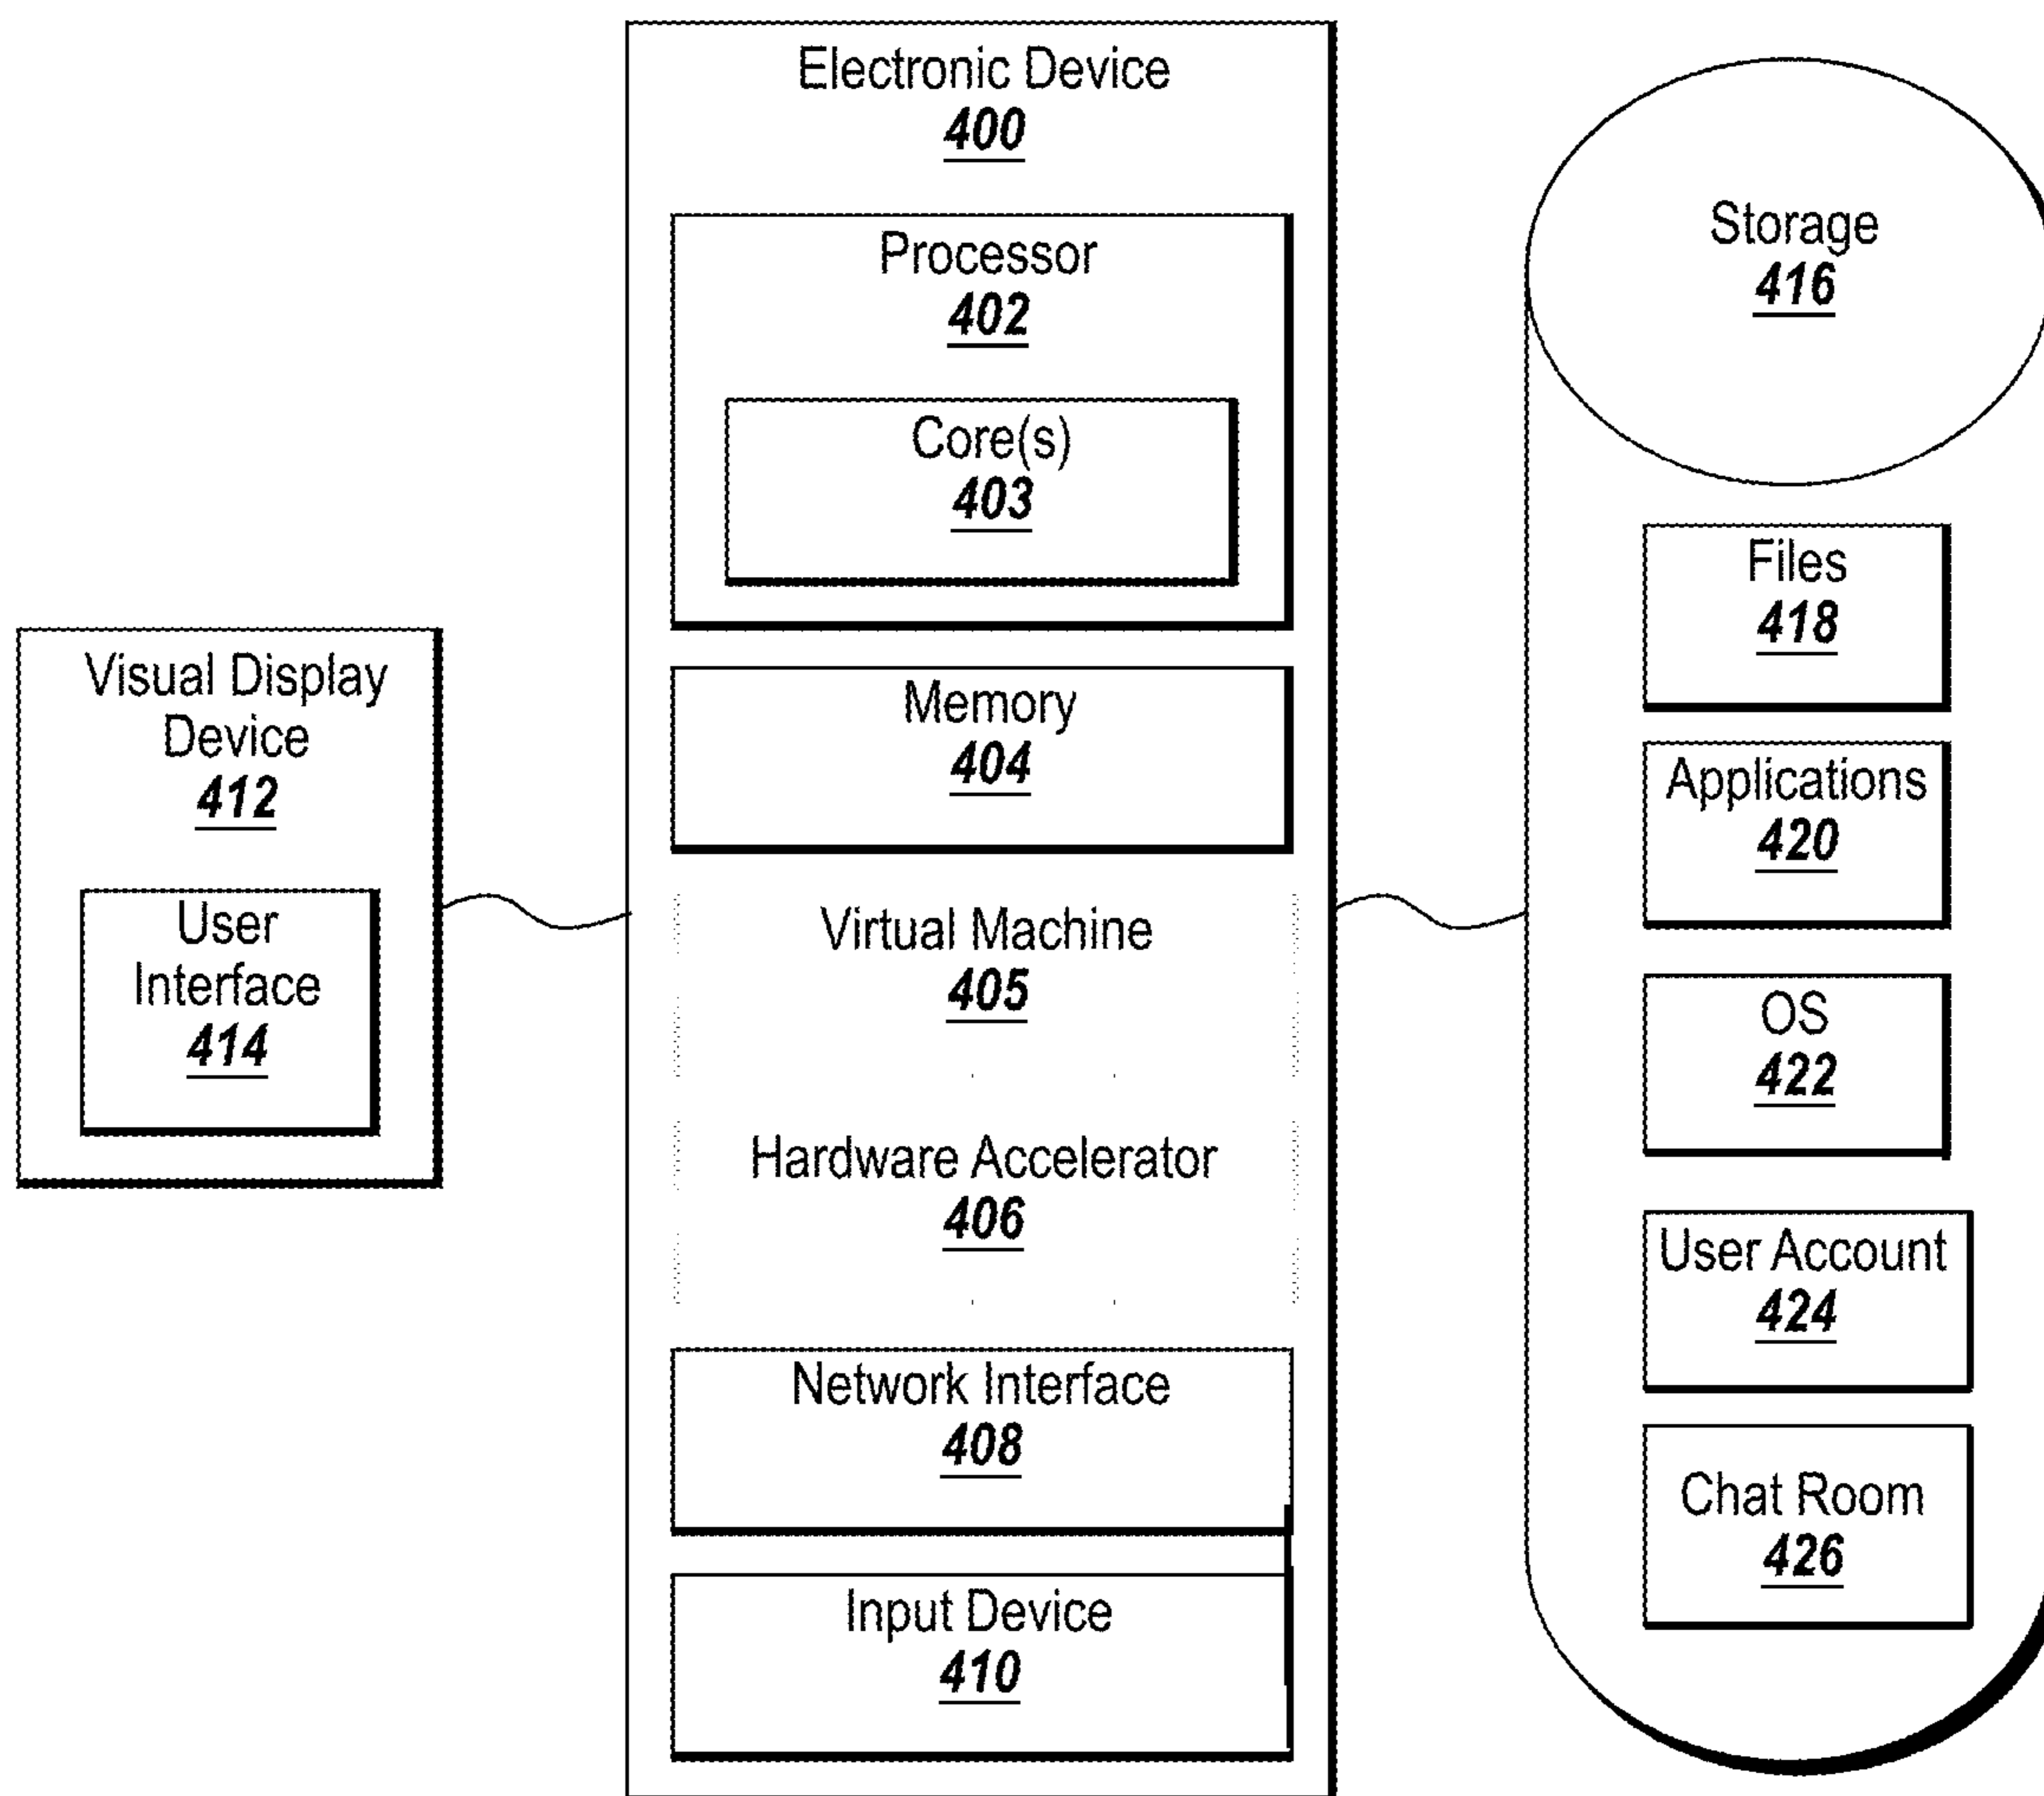 Electronic Device
400
Processor
402
Core(s)
403
Memory
404
Virtual Machine
405
Hardware Accelerator
406
Network Interface
408
Input Device
410
Visual Display
Device
412
User
Interface
414
Storage
416
Files
418
Applications
420
OS
422
User Account
424
Chat Room
426